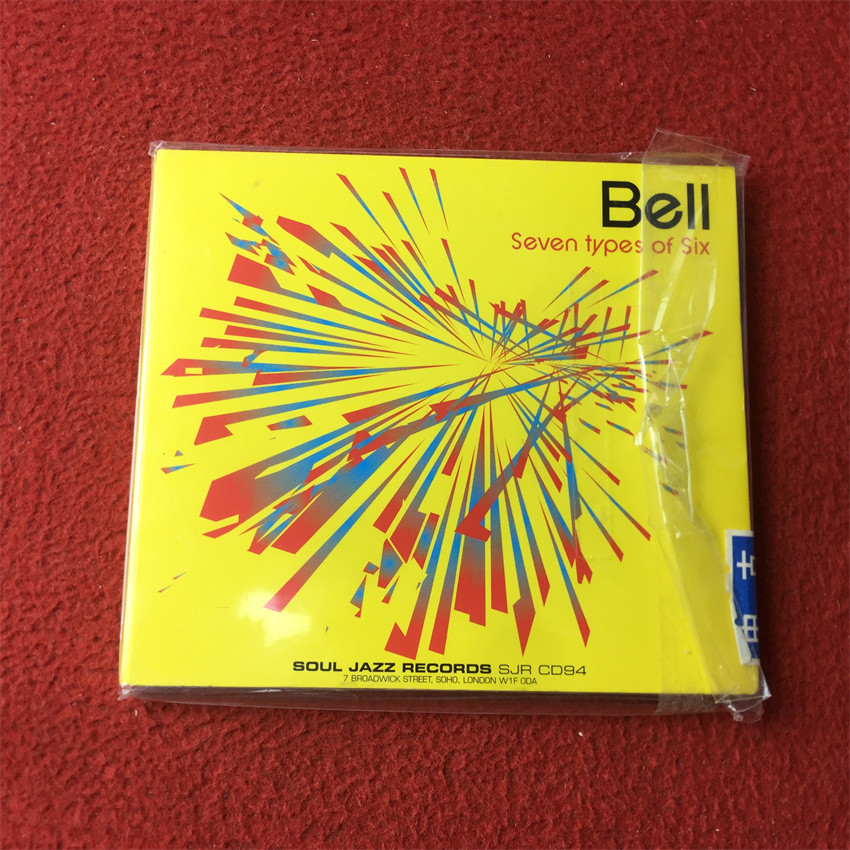 Bell
Seven types of Six
SOUL JAZZ RECORDS SJR CD94
7 BROADWICK STREET, SOHO, LONDON W1F 0DA